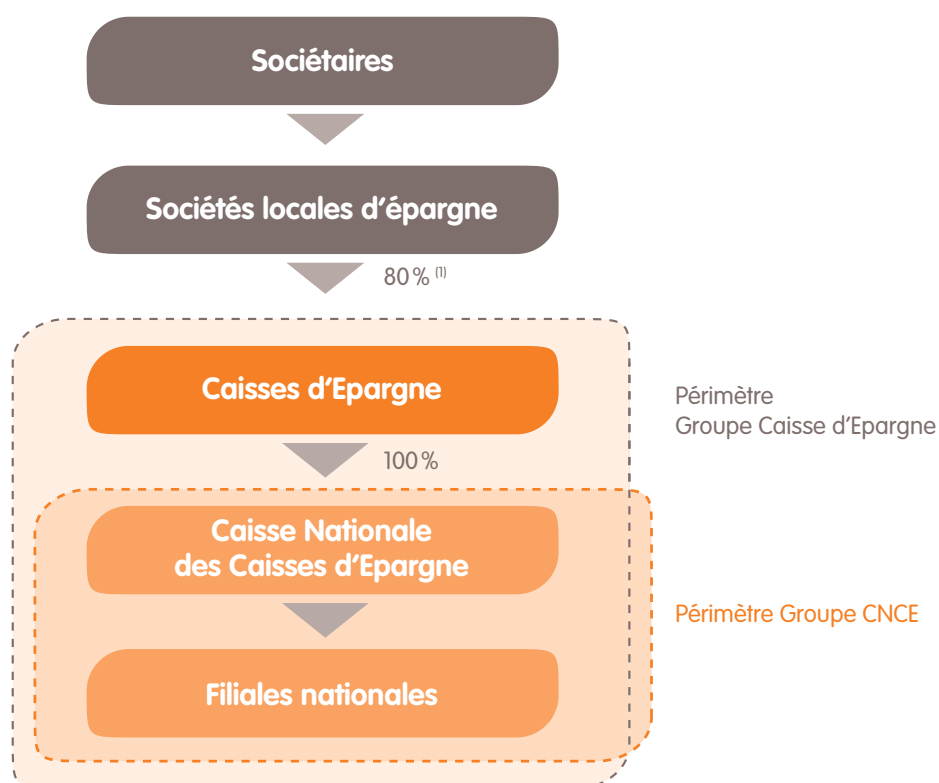 Sociétaires
Sociétés locales d'épargne
80 % (1)
Caisses d'Epargne
Périmètre
Groupe Caisse d'Epargne
100 %
Caisse Nationale
des Caisses d'Epargne
Périmètre Groupe CNCE
Filiales nationales